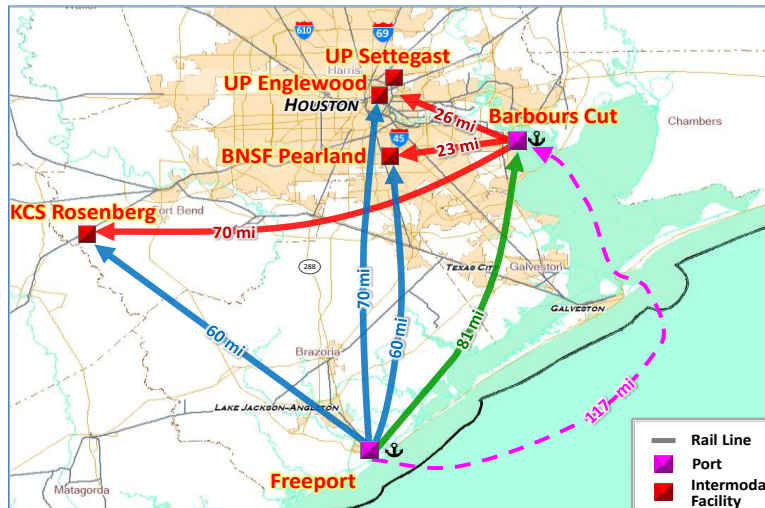 Waller
610
69
UP Settegast
Harris
UP Englewood
HOUSTON
26 mi
Barbours Cut
Chambers
45
23 mi
BNSF Pearland
KCS Rosenberg
Fort Bend
70 mi
288
TEXAS CITY
Galveston
GALVESTON
70 mi
60 mi
81 mi
60 mi
Brazoria
117 mi
LAKE JACKSON-ANGLETON
Freeport
Matagorda
Rail Line
Port
Intermodal
Facility